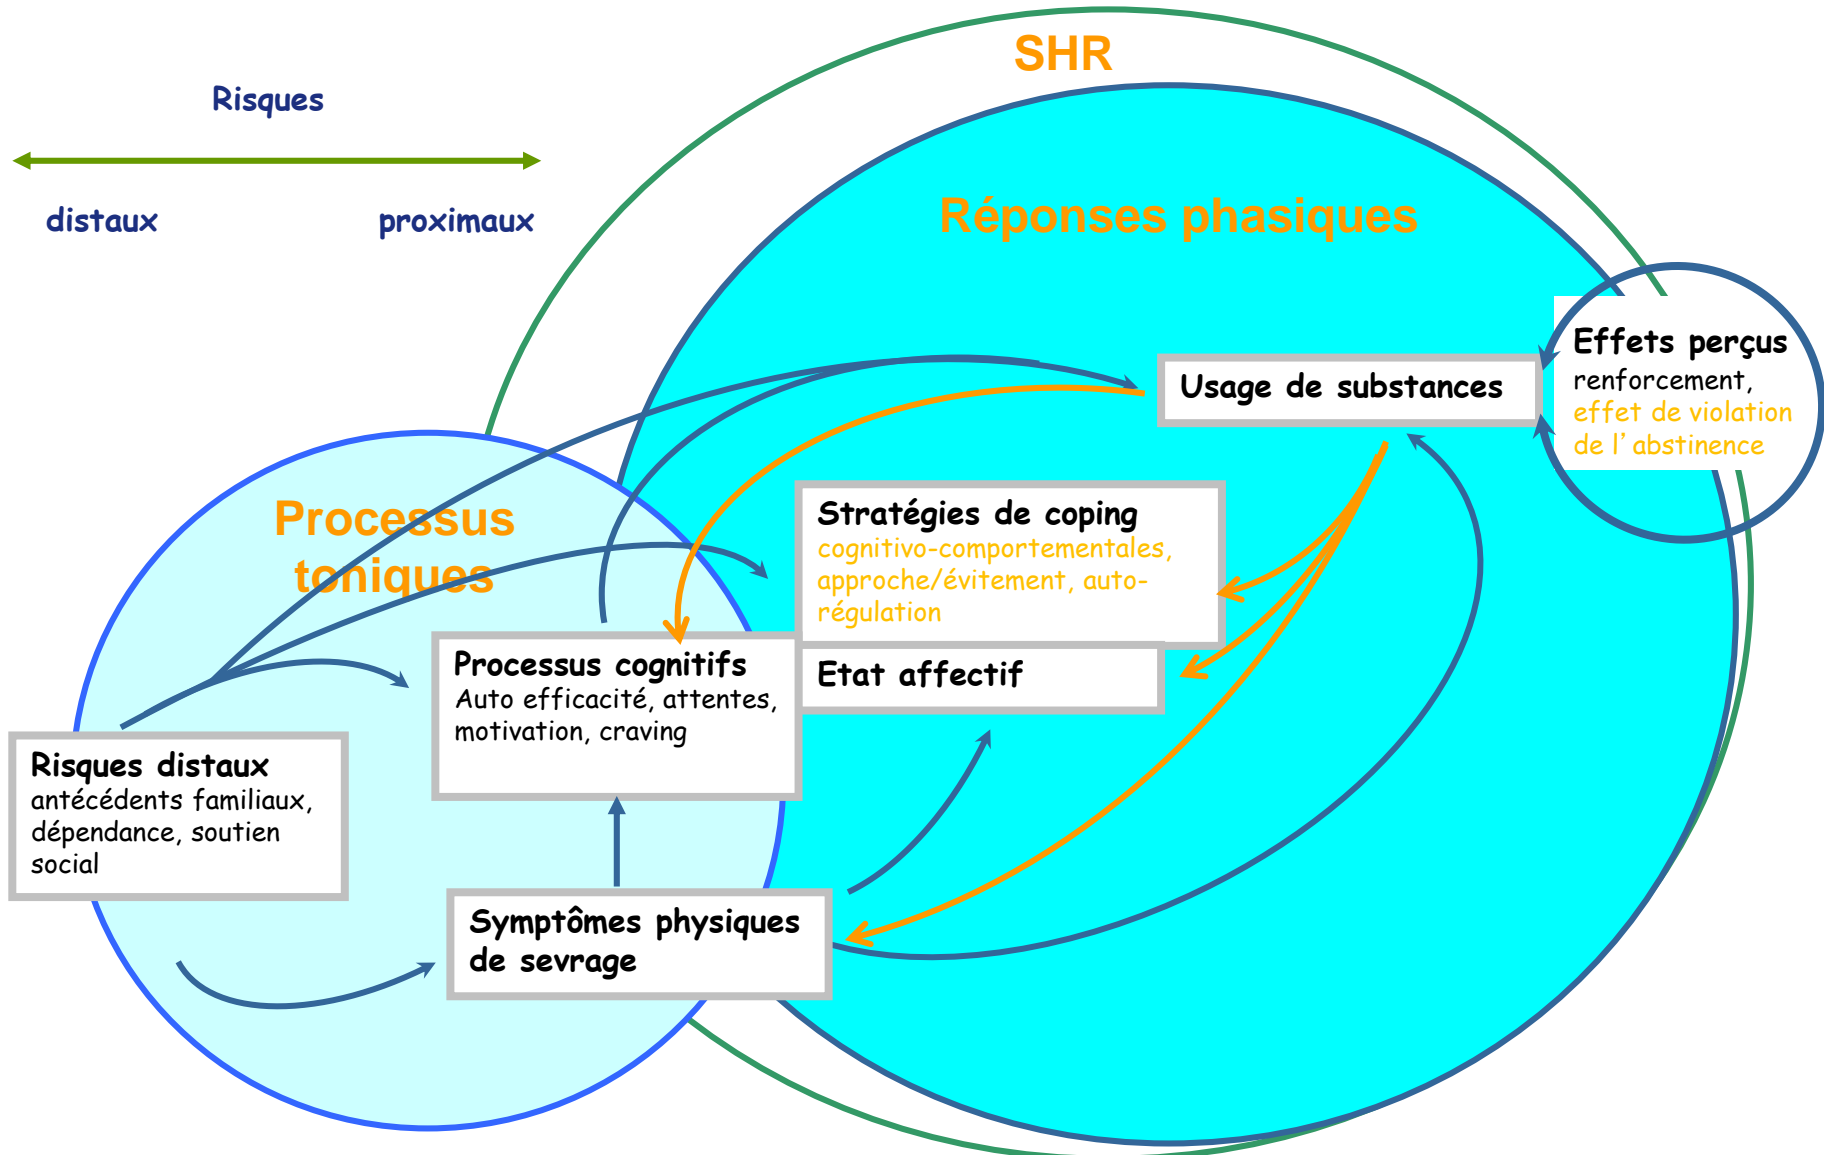 SHR
Risques
distaux
proximaux
Réponses phasiques
Effets perçus
renforcement,
effet de violation
de l’ abstinence
Usage de substances
Processus
toniques
Stratégies de coping
cognitivo-comportementales,
approche/évitement, auto-
régulation
Processus cognitifs
Auto efficacité, attentes,
motivation, craving
Etat affectif
Risques distaux
antécédents familiaux,
dépendance, soutien
social
Symptômes physiques
de sevrage